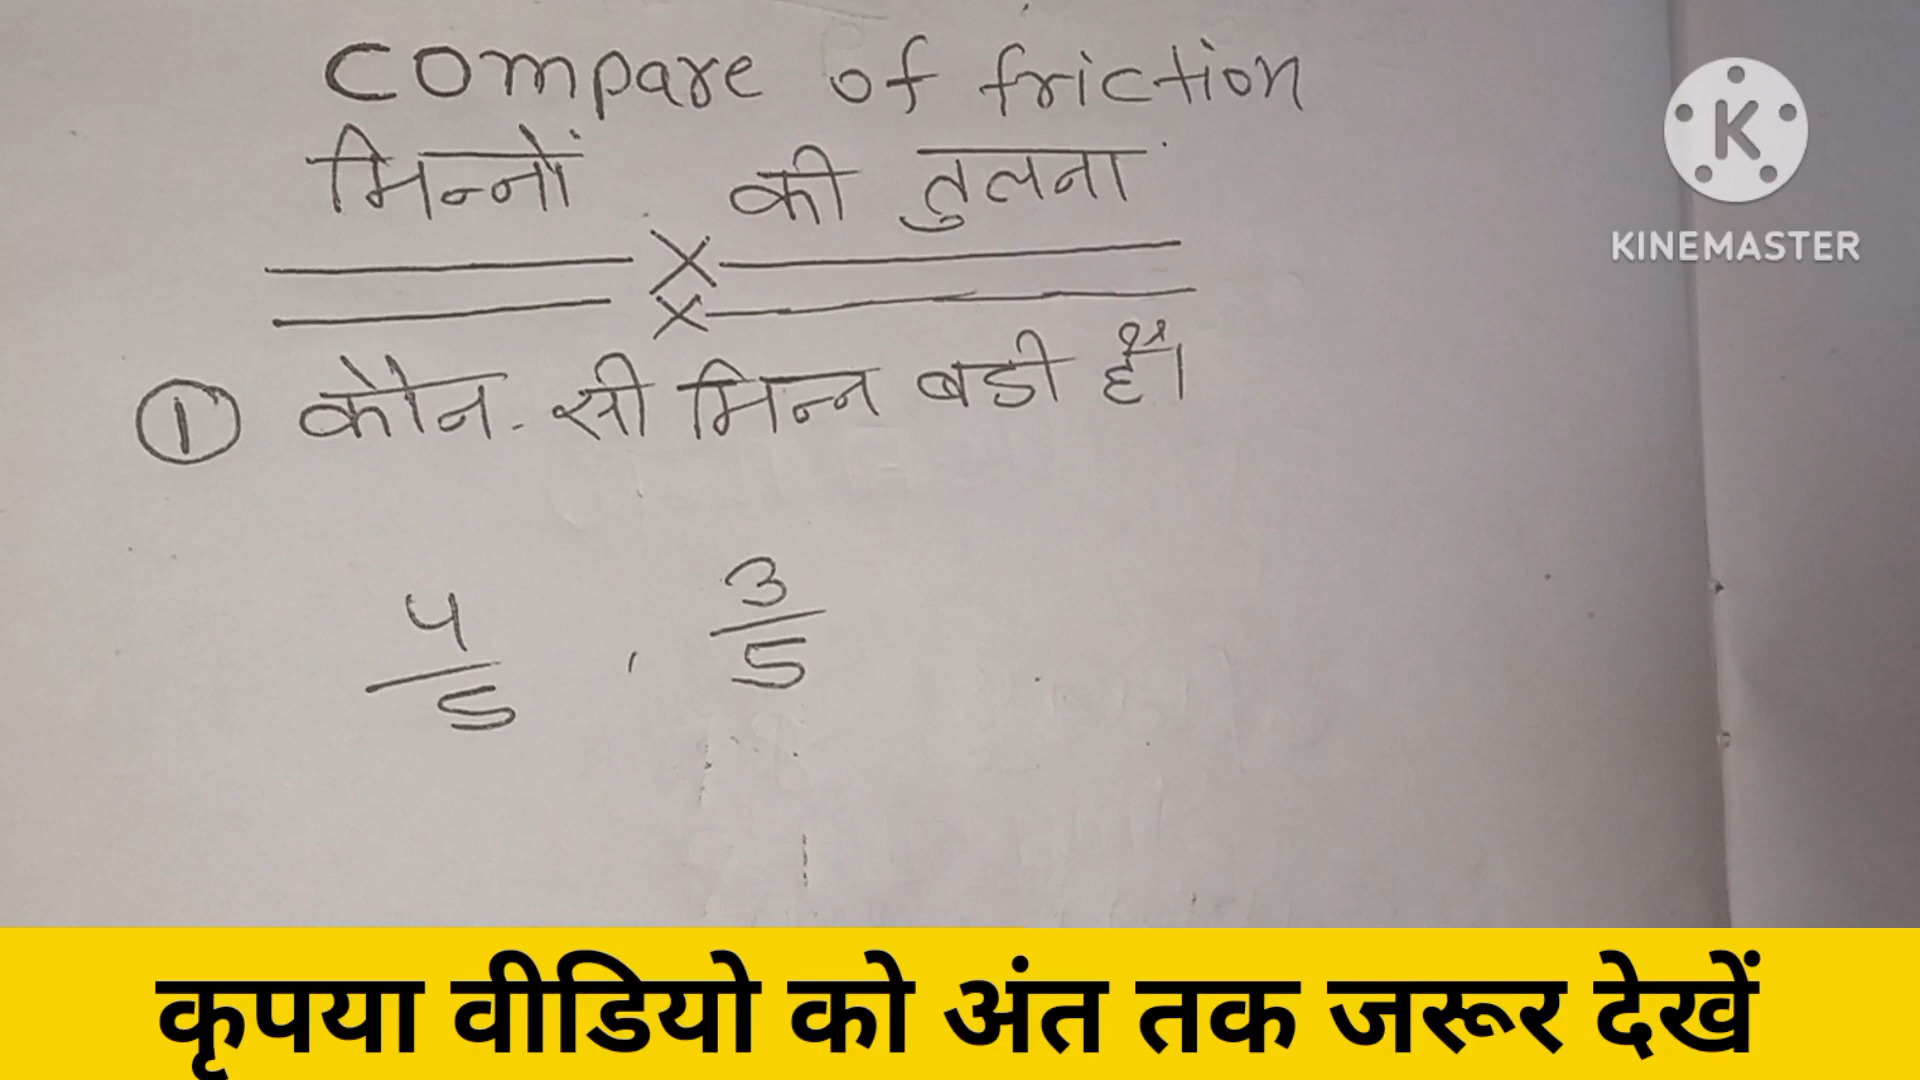 compare of friction
भिन्नों की तुलना
① कौन-सी भिन्न बडी हैं।
4/5 , 3/5
K
KINEMASTER
कृपया वीडियो को अंत तक जरूर देखें